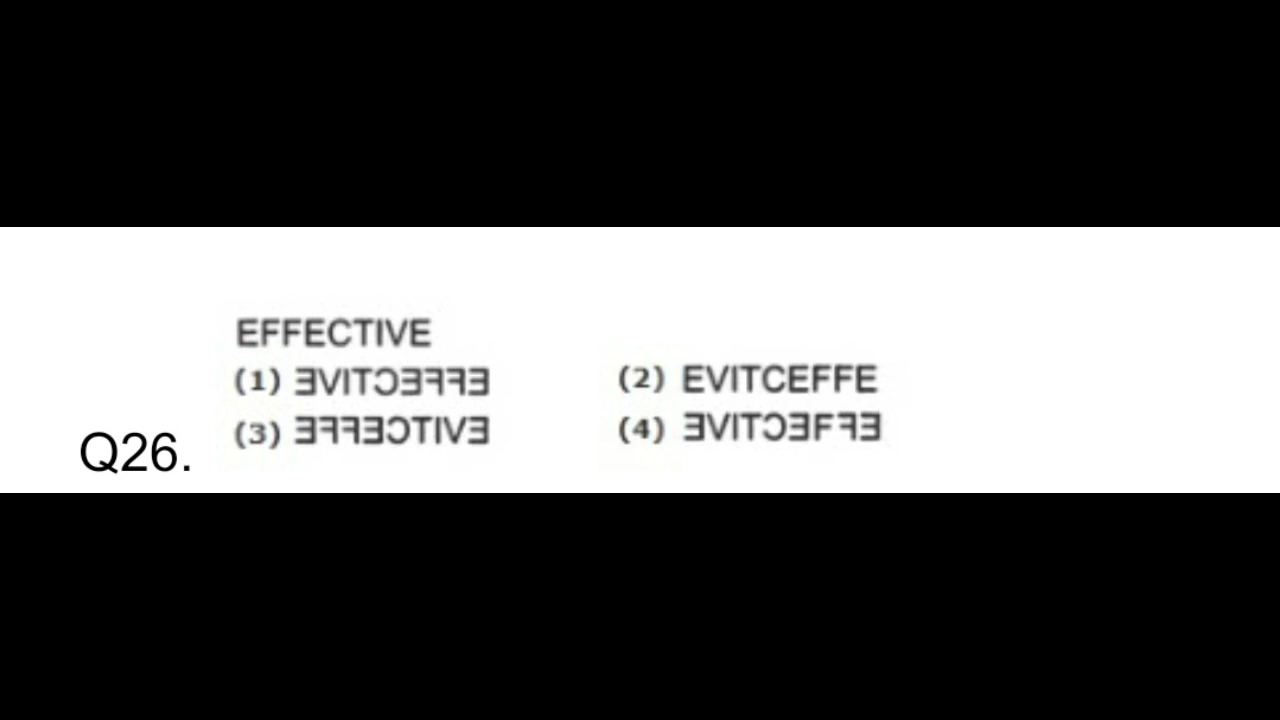 EFFECTIVE
(1) ƎVITƆƎꟻꟻƎ (2) EVITCEFFE
Q26. (3) ƎꟻꟻƎƆTIVƎ (4) ƎVITƆƎFꟻƎ